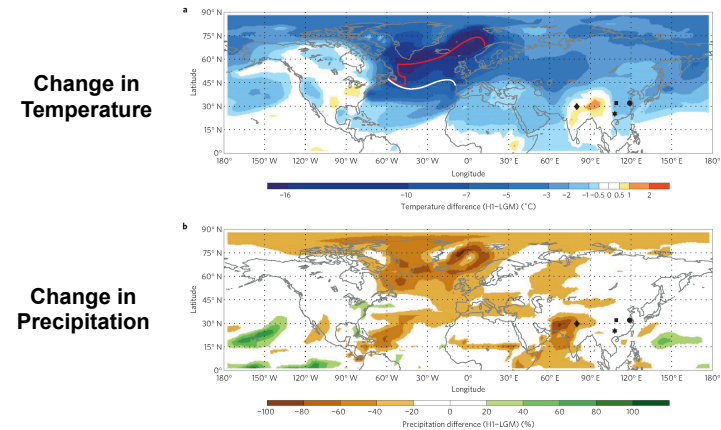 Change in
Temperature
a
90° N
75° N
60° N
45° N
30° N
15° N
0°
Latitude
180° 150° W 120° W 90° W 60° W 30° W 0° 30° E 60° E 90° E 120° E 150° E 180°
Longitude
−16 −10 −7 −5 −3 −2 −1 −0.5 0 0.5 1 2
Temperature difference (H1−LGM) (°C)
Change in
Precipitation
b
90° N
75° N
60° N
45° N
30° N
15° N
0°
Latitude
180° 150° W 120° W 90° W 60° W 30° W 0° 30° E 60° E 90° E 120° E 150° E 180°
Longitude
−100 −80 −60 −40 −20 0 20 40 60 80 100
Precipitation difference (H1−LGM) (%)